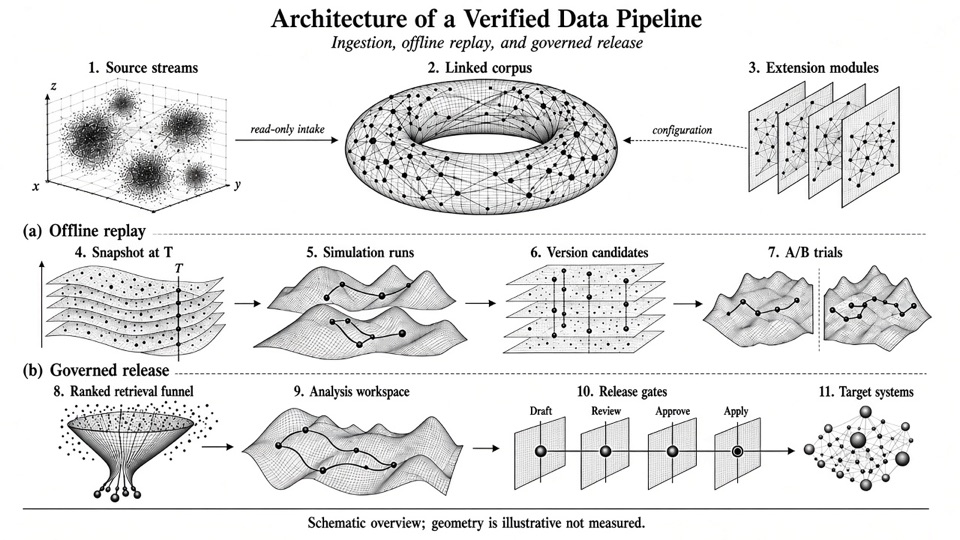 Architecture of a Verified Data Pipeline
Ingestion, offline replay, and governed release
1. Source streams
2. Linked corpus
3. Extension modules
z
x
y
read-only intake
configuration
(a) Offline replay
4. Snapshot at T
5. Simulation runs
6. Version candidates
7. A/B trials
T
(b) Governed release
8. Ranked retrieval funnel
9. Analysis workspace
10. Release gates
11. Target systems
Draft
Review
Approve
Apply
Schematic overview; geometry is illustrative not measured.